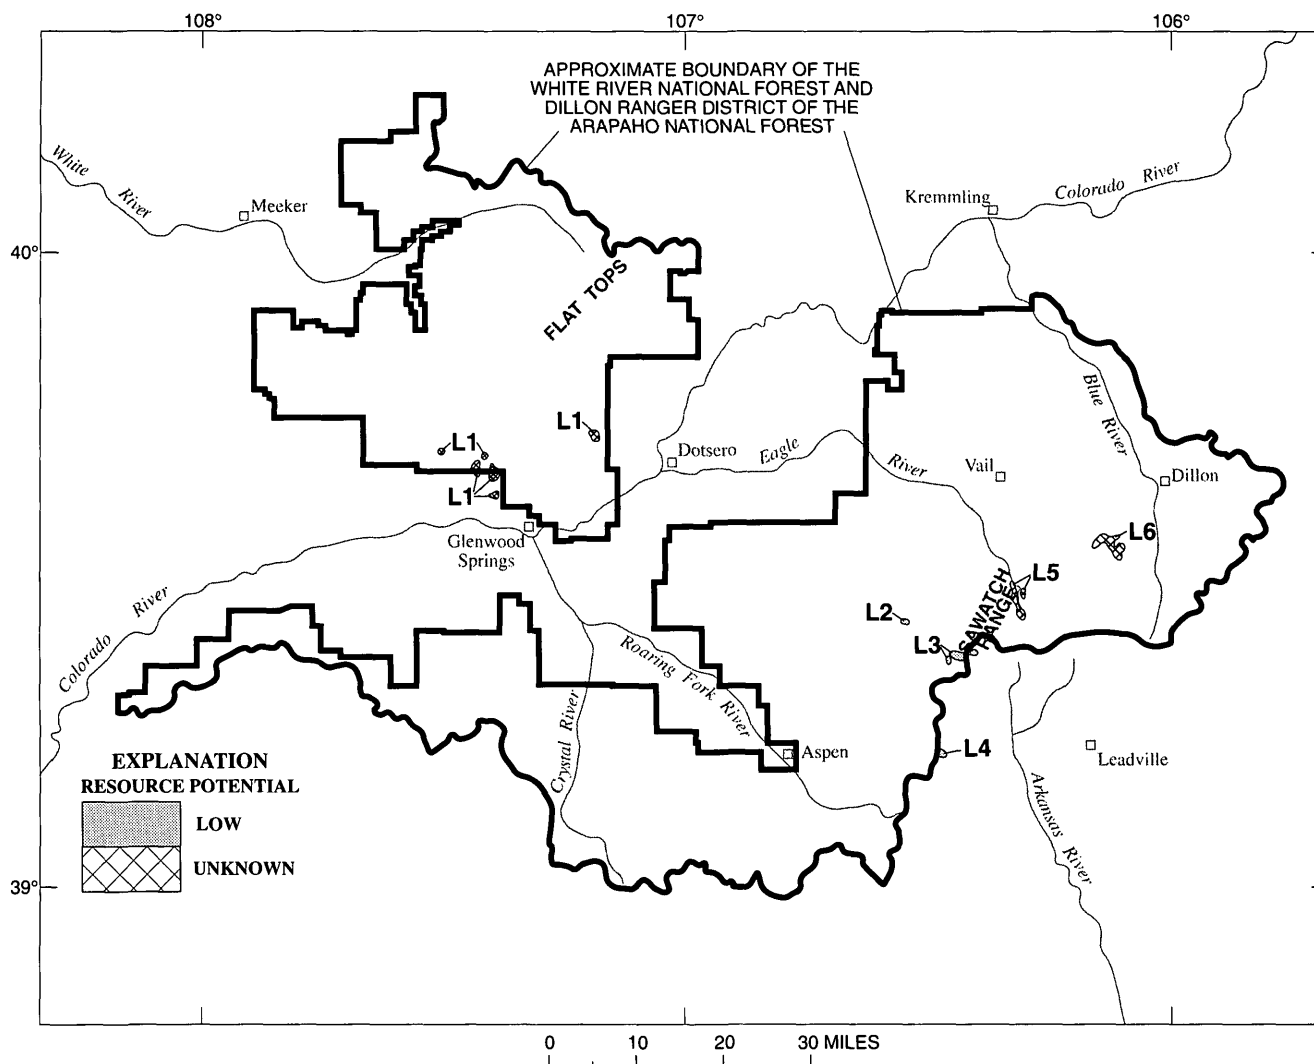 108°
107°
106°
APPROXIMATE BOUNDARY OF THE
WHITE RIVER NATIONAL FOREST AND
DILLON RANGER DISTRICT OF THE
ARAPAHO NATIONAL FOREST
White
River
Meeker
Kremmling
Colorado
River
40°
FLAT TOPS
Blue
River
L1
L1
L1
Dotsero
Eagle
River
Vail
Dillon
Glenwood
Springs
L6
L5
SAWATCH
RANGE
L2
L3
Colorado
River
Roaring Fork River
Crystal River
Aspen
L4
Leadville
Arkansas River
EXPLANATION
RESOURCE POTENTIAL
LOW
UNKNOWN
39°
0 10 20 30 MILES